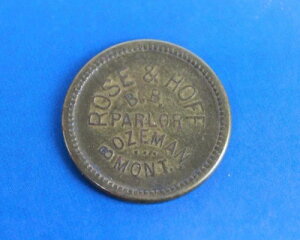 ROSE & HOFF
B.B.
PARLOR
BOZEMAN
MONT.